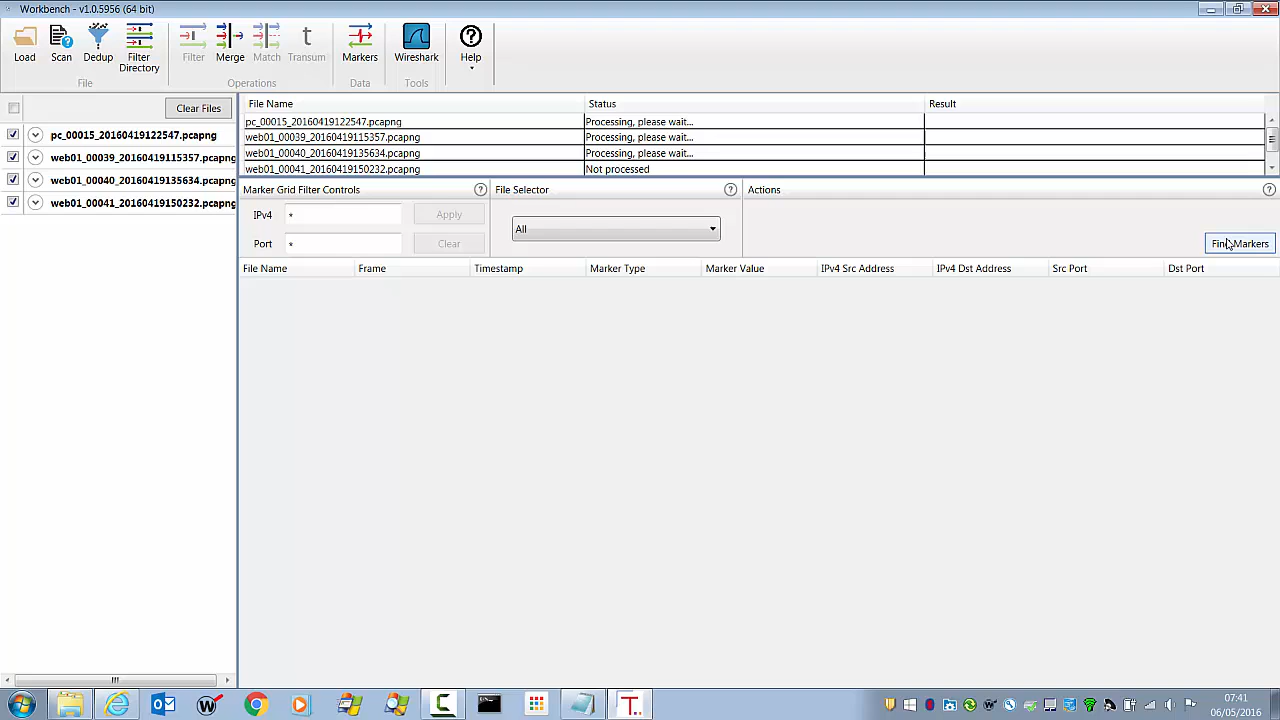 Workbench - v1.0.5956 (64 bit)
Load
Scan
Dedup
Filter Directory
Filter
Merge
Match
Transum
Markers
Wireshark
Help
File
Operations
Data
Tools
Clear Files
pc_00015_20160419122547.pcapng
web01_00039_20160419115357.pcapng
web01_00040_20160419135634.pcapng
web01_00041_20160419150232.pcapng
File Name Status Result
pc_00015_20160419122547.pcapng Processing, please wait...
web01_00039_20160419115357.pcapng Processing, please wait...
web01_00040_20160419135634.pcapng Processing, please wait...
web01_00041_20160419150232.pcapng Not processed
Marker Grid Filter Controls
File Selector
Actions
IPv4 * Apply
All
Port * Clear
Find Markers
File Name Frame Timestamp Marker Type Marker Value IPv4 Src Address IPv4 Dst Address Src Port Dst Port
07:41
06/05/2016